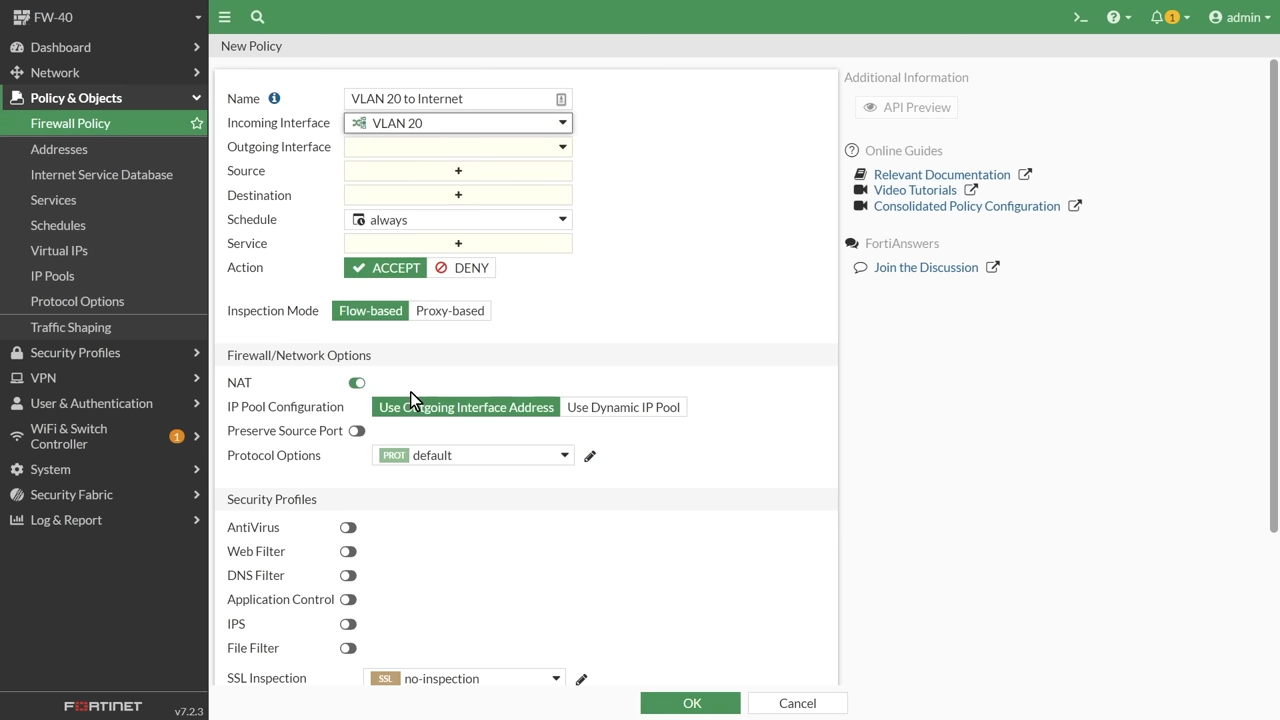 FW-40
admin
1
Dashboard
Network
Policy & Objects
Firewall Policy
Addresses
Internet Service Database
Services
Schedules
Virtual IPs
IP Pools
Protocol Options
Traffic Shaping
Security Profiles
VPN
User & Authentication
WiFi & Switch
Controller
1
System
Security Fabric
Log & Report
FORTINET
v7.2.3
New Policy
Name VLAN 20 to Internet
Incoming Interface VLAN 20
Outgoing Interface
Source +
Destination +
Schedule always
Service +
Action ACCEPT DENY
Inspection Mode Flow-based Proxy-based
Firewall/Network Options
NAT
IP Pool Configuration Use Outgoing Interface Address Use Dynamic IP Pool
Preserve Source Port
Protocol Options PROT default
Security Profiles
AntiVirus
Web Filter
DNS Filter
Application Control
IPS
File Filter
SSL Inspection SSL no-inspection
OK Cancel
Additional Information
API Preview
Online Guides
Relevant Documentation
Video Tutorials
Consolidated Policy Configuration
FortiAnswers
Join the Discussion